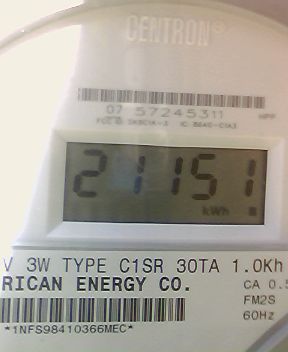 CENTRON®
07 57245311
21151
kWh
V 3W TYPE C1SR 30TA 1.0Kh
RICAN ENERGY CO. CA 0.5
FM2S
*1NFS98410366MEC* 60Hz